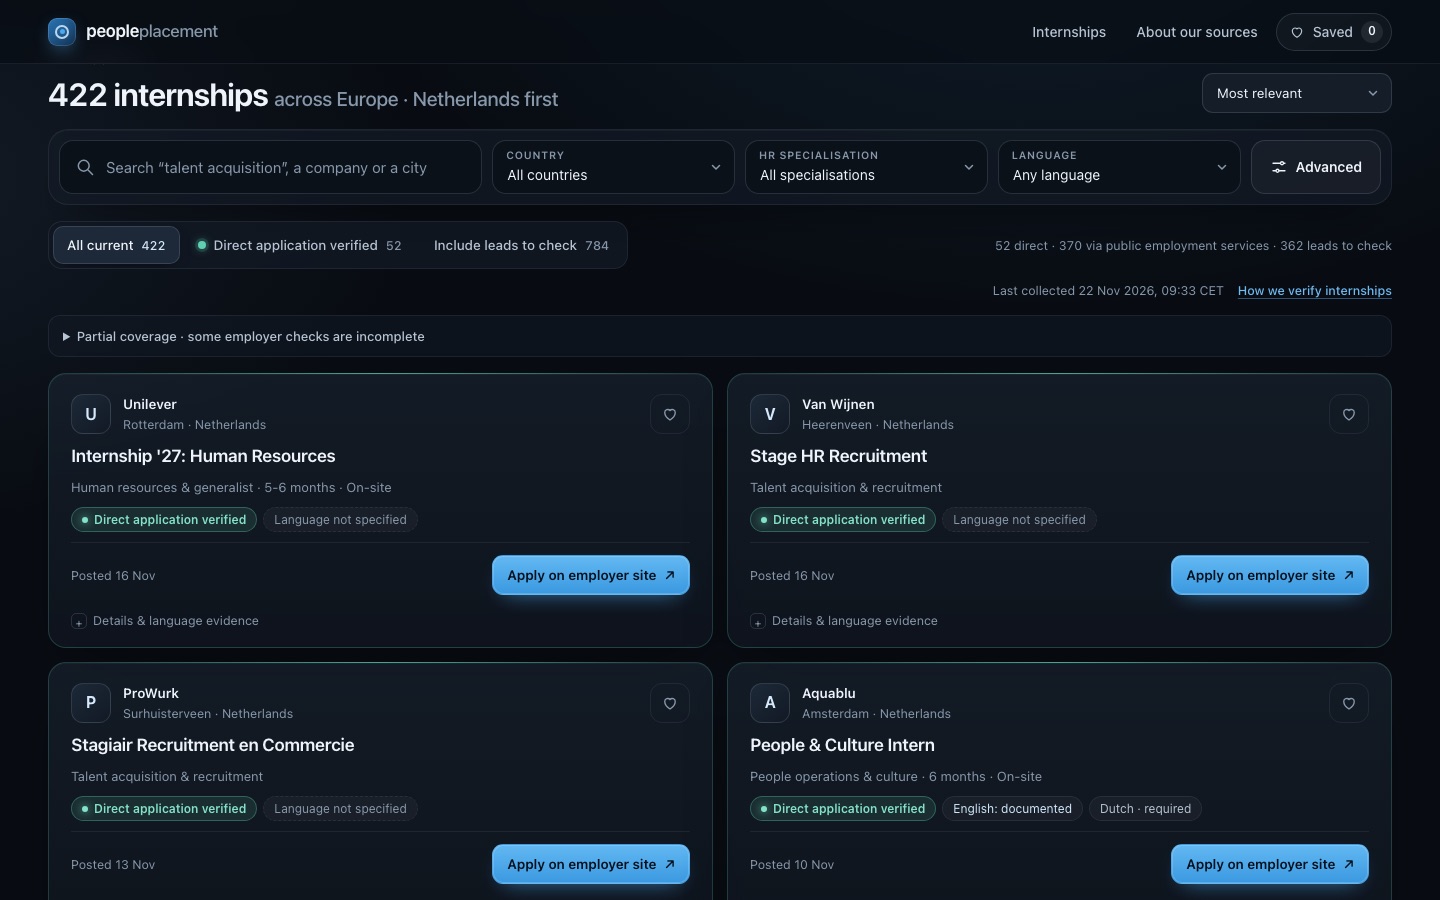 peopleplacement
Internships
About our sources
Saved 0
422 internships across Europe · Netherlands first
Most relevant
Search “talent acquisition”, a company or a city
COUNTRY
All countries
HR SPECIALISATION
All specialisations
LANGUAGE
Any language
Advanced
All current 422
Direct application verified 52
Include leads to check 784
52 direct · 370 via public employment services · 362 leads to check
Last collected 22 Nov 2026, 09:33 CET How we verify internships
Partial coverage · some employer checks are incomplete
U
Unilever
Rotterdam · Netherlands
Internship '27: Human Resources
Human resources & generalist · 5-6 months · On-site
Direct application verified
Language not specified
Posted 16 Nov
Apply on employer site
Details & language evidence
V
Van Wijnen
Heerenveen · Netherlands
Stage HR Recruitment
Talent acquisition & recruitment
Direct application verified
Language not specified
Posted 16 Nov
Apply on employer site
Details & language evidence
P
ProWurk
Surhuisterveen · Netherlands
Stagiair Recruitment en Commercie
Talent acquisition & recruitment
Direct application verified
Language not specified
Posted 13 Nov
Apply on employer site
A
Aquablu
Amsterdam · Netherlands
People & Culture Intern
People operations & culture · 6 months · On-site
Direct application verified
English: documented
Dutch · required
Posted 10 Nov
Apply on employer site